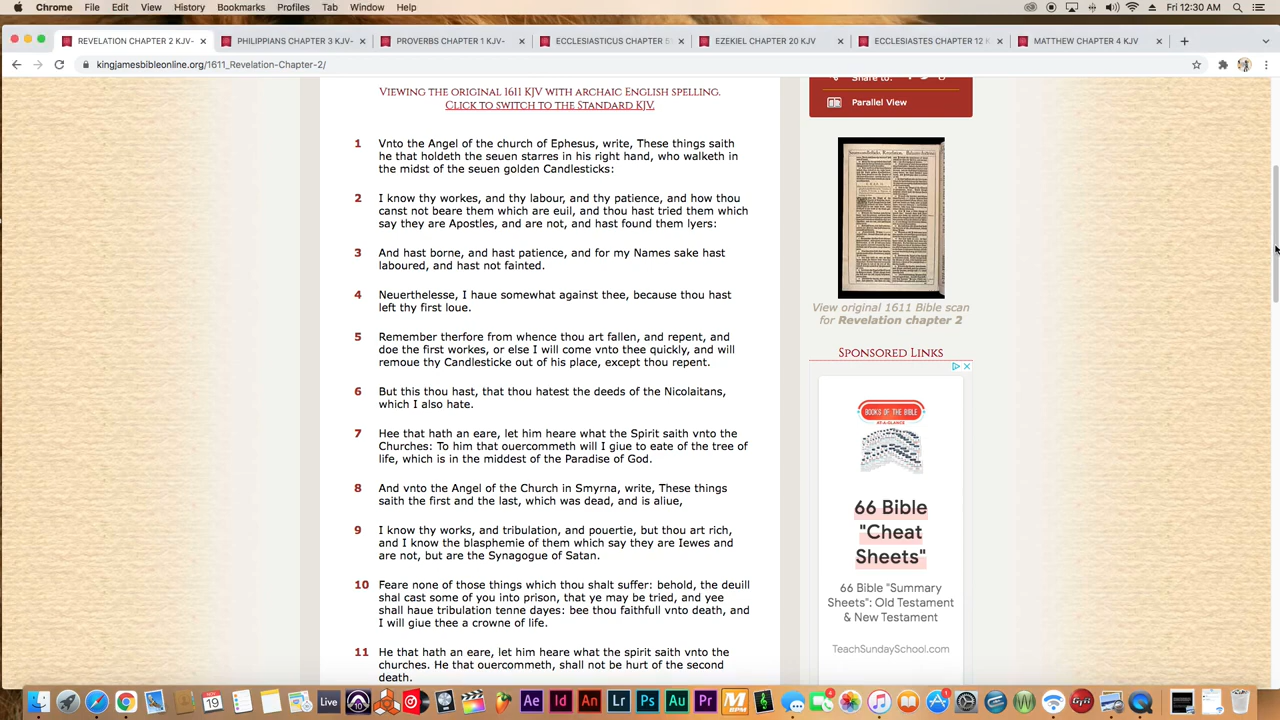 Chrome File Edit View History Bookmarks Profiles Tab Window Help Fri 12:30 AM
REVELATION CHAPTER 2 KJV- PHILIPPIANS CHAPTER 3 KJV- PROVERBS CHAPTER 1 KJV- ECCLESIASTICUS CHAPTER 5 EZEKIEL CHAPTER 20 KJV ECCLESIASTES CHAPTER 12 K MATTHEW CHAPTER 4 KJV
kingjamesbibleonline.org/1611_Revelation-Chapter-2/
Viewing the original 1611 KJV with archaic English spelling.
Click to switch to the Standard KJV.
1 Vnto the Angel of the church of Ephesus, write, These things saith
he that holdeth the seuen starres in his right hand, who walketh in
the midst of the seuen golden Candlesticks:
2 I know thy workes, and thy labour, and thy patience, and how thou
canst not beare them which are euil, and thou hast tried them which
say they are Apostles, and are not, and hast found them lyers:
3 And hast borne, and hast patience, and for my Names sake hast
laboured, and hast not fainted.
4 Neuerthelesse, I haue somewhat against thee, because thou hast
left thy first loue.
5 Remember therfore from whence thou art fallen, and repent, and
doe the first workes, or else I will come vnto thee quickly, and will
remoue thy Candlesticke out of his place, except thou repent.
6 But this thou hast, that thou hatest the deeds of the Nicolaitans,
which I also hate.
7 Hee that hath an eare, let him heare what the Spirit saith vnto the
Churches: To him that ouercommeth will I giue to eate of the tree of
life, which is in the middest of the Paradise of God.
8 And vnto the Angel of the Church in Smyrna, write, These things
saith the first and the last, which was dead, and is aliue,
9 I know thy works, and tribulation, and pouertie, but thou art rich,
and I know the blasphemie of them which say they are Iewes and
are not, but are the Synagogue of Satan.
10 Feare none of those things which thou shalt suffer: behold, the deuill
shal cast some of you into prison, that ye may be tried, and yee
shall haue tribulation tenne dayes: bee thou faithfull vnto death, and
I will giue thee a crowne of life.
11 He that hath an eare, let him heare what the spirit saith vnto the
churches. He that ouercommeth, shall not be hurt of the second
death.
Share to:
Parallel View
View original 1611 Bible scan
for Revelation chapter 2
Sponsored Links
BOOKS OF THE BIBLE
AT-A-GLANCE
66 Bible
"Cheat
Sheets"
66 Bible
"Summary
Sheets": Old Testament
& New Testament
TeachSundaySchool.com
NOV
19
Live
10
Ae Id An Lr Ps Au Pr
4
1